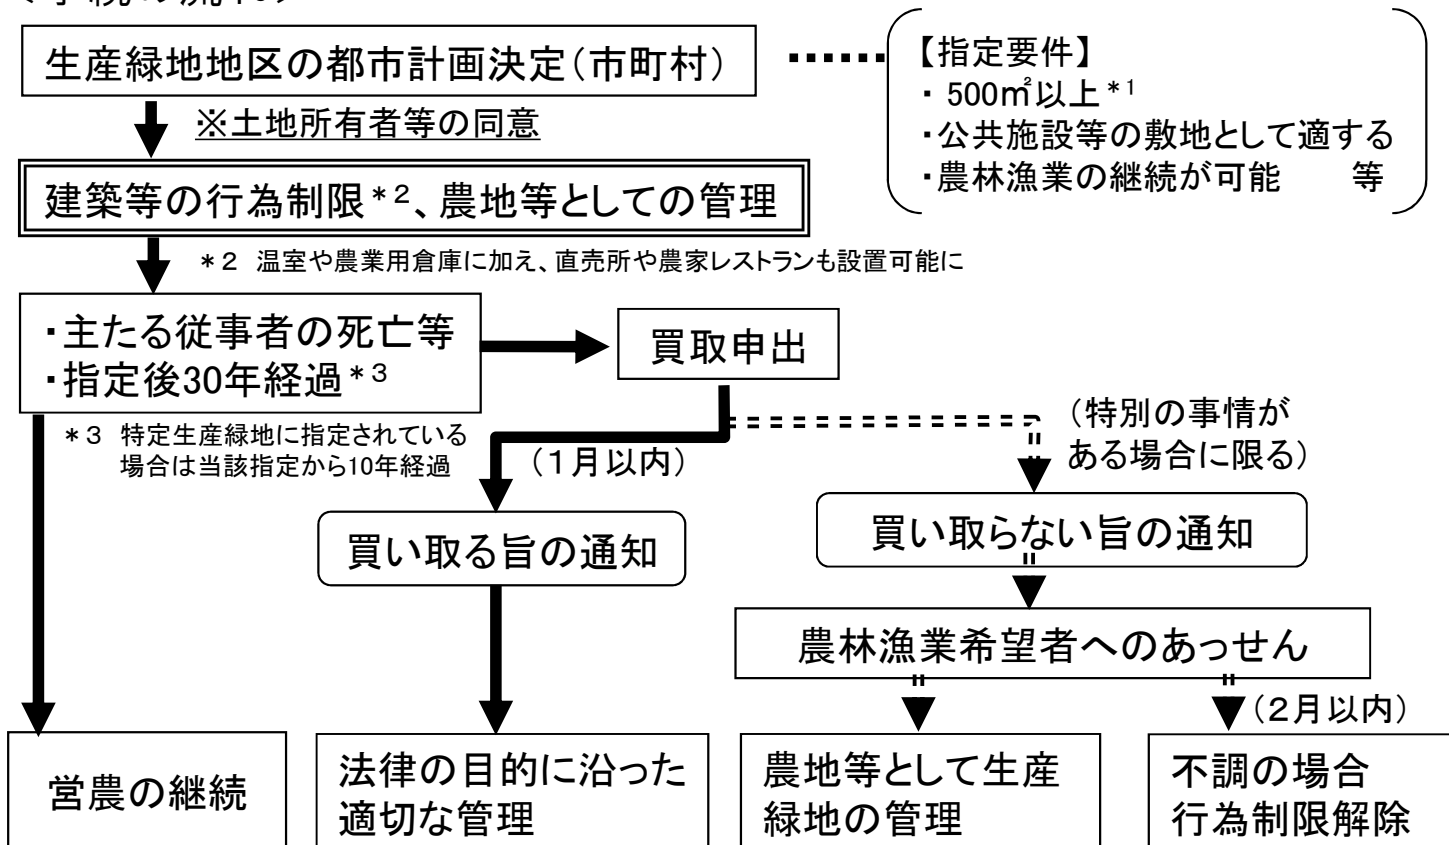 生産緑地地区の都市計画決定(市町村)
【指定要件】
・500㎡以上*1
・公共施設等の敷地として適する
・農林漁業の継続が可能　等
※土地所有者等の同意
建築等の行為制限*2、農地等としての管理
*2 温室や農業用倉庫に加え、直売所や農家レストランも設置可能に
・主たる従事者の死亡等
・指定後30年経過*3
買取申出
*3 特定生産緑地に指定されている
場合は当該指定から10年経過
(1月以内)
(特別の事情が
ある場合に限る)
買い取る旨の通知
買い取らない旨の通知
農林漁業希望者へのあっせん
(2月以内)
営農の継続
法律の目的に沿った
適切な管理
農地等として生産
緑地の管理
不調の場合
行為制限解除